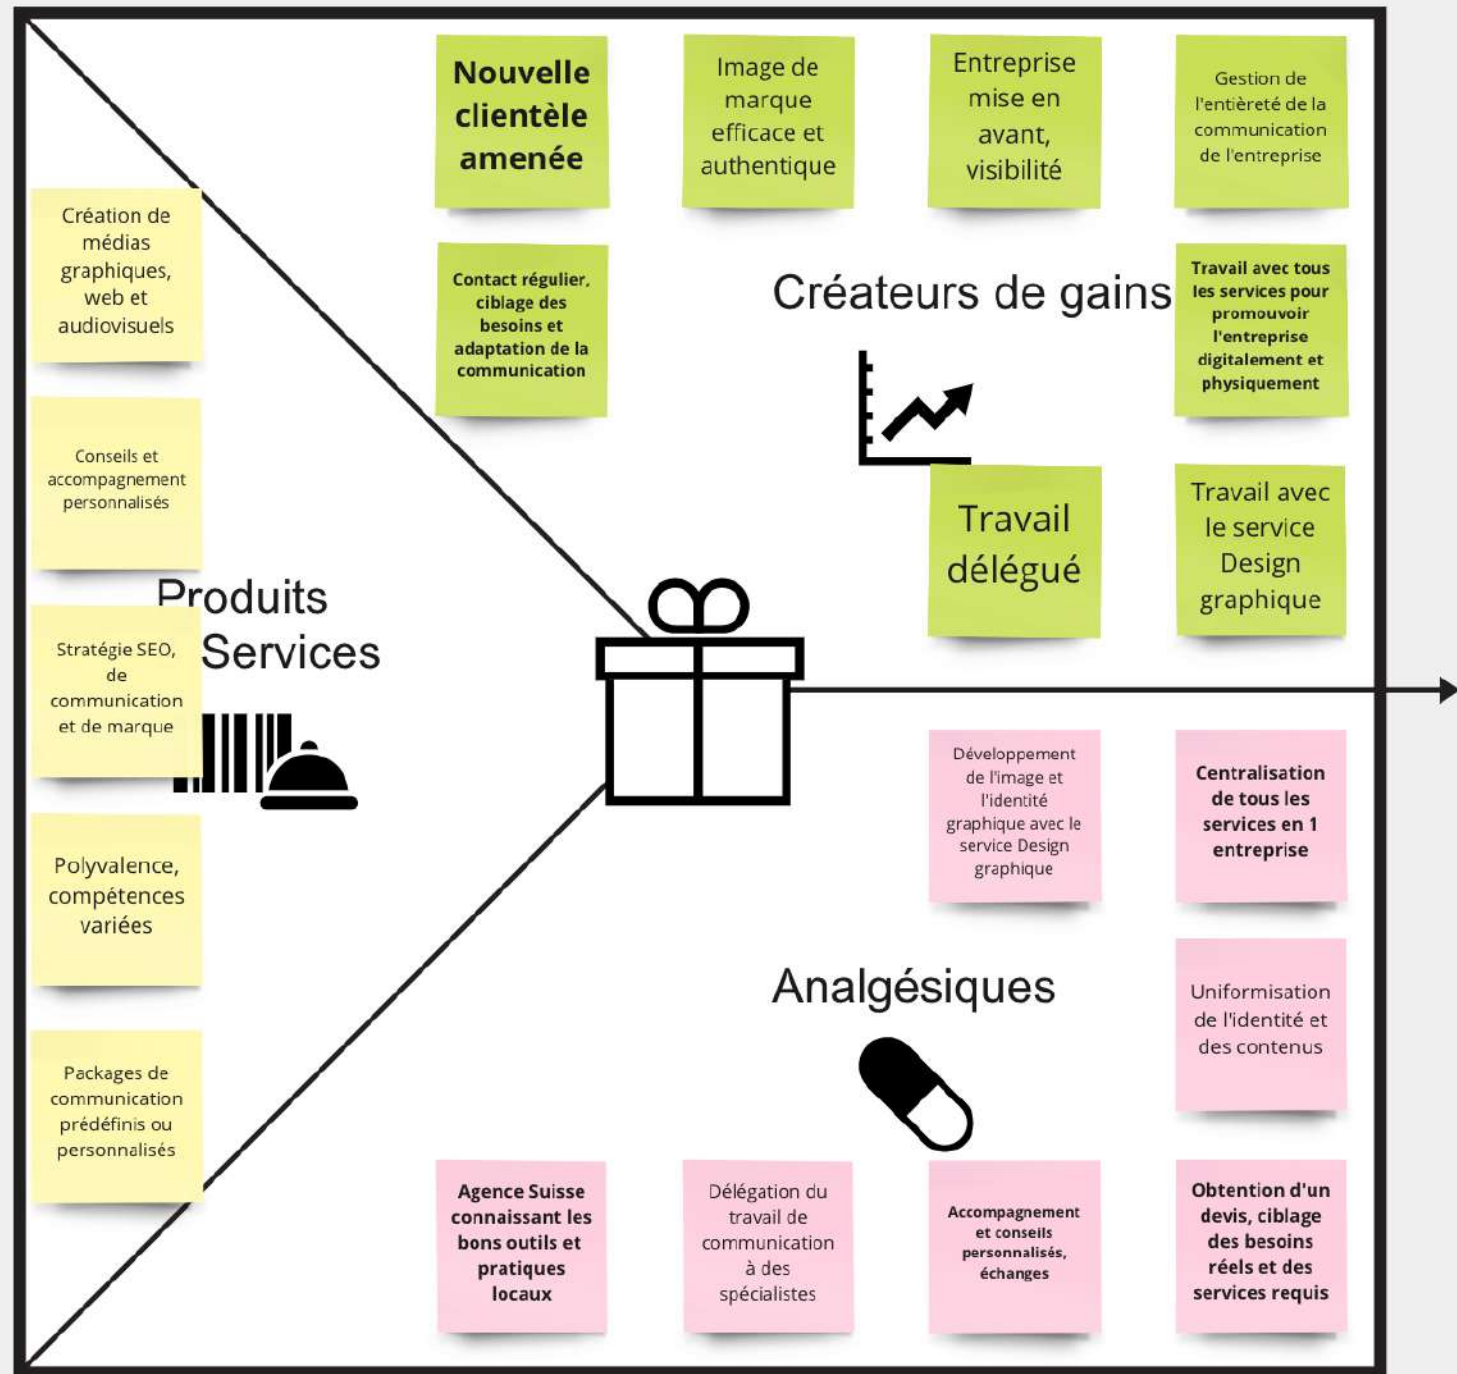 Nouvelle
clientèle
amenée
Image de
marque
efficace et
authentique
Entreprise
mise en
avant,
visibilité
Gestion de
l'entièreté de la
communication
de l'entreprise
Contact régulier,
ciblage des
besoins et
adaptation de la
communication
Créateurs de gains
Travail avec tous
les services pour
promouvoir
l'entreprise
digitalement et
physiquement
Travail
délégué
Travail avec
le service
Design
graphique
Création de
médias
graphiques,
web et
audiovisuels
Conseils et
accompagnement
personnalisés
Produits
Services
Stratégie SEO,
de
communication
et de marque
Polyvalence,
compétences
variées
Packages de
communication
prédéfinis ou
personnalisés
Développement
de l'image et
l'identité
graphique avec le
service Design
graphique
Centralisation
de tous les
services en 1
entreprise
Analgésiques
Uniformisation
de l'identité et
des contenus
Agence Suisse
connaissant les
bons outils et
pratiques
locaux
Délégation du
travail de
communication
à des
spécialistes
Accompagnement
et conseils
personnalisés,
échanges
Obtention d'un
devis, ciblage
des besoins
réels et des
services requis